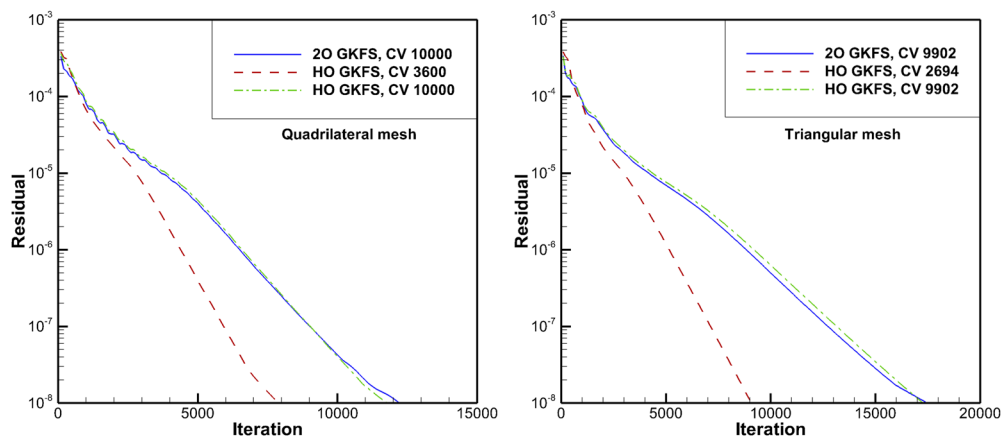 2O GKFS, CV 10000
HO GKFS, CV 3600
HO GKFS, CV 10000
Quadrilateral mesh
Residual
10-3
10-4
10-5
10-6
10-7
10-8
0
5000
10000
15000
Iteration
2O GKFS, CV 9902
HO GKFS, CV 2694
HO GKFS, CV 9902
Triangular mesh
Residual
10-3
10-4
10-5
10-6
10-7
10-8
0
5000
10000
15000
20000
Iteration